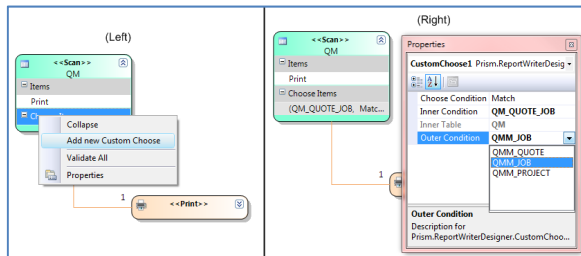 (Left)
<<Scan>>
QM
Items
Print
Collapse
Add new Custom Choose
Validate All
Properties
1
<<Print>>
(Right)
<<Scan>>
QM
Items
Print
Choose Items
(QM_QUOTE_JOB, Matc...
1
Properties
CustomChoose1 Prism.ReportWriterDesig
Choose Condition Match
Inner Condition QM_QUOTE_JOB
Inner Table QM
Outer Condition QMM_JOB
QMM_QUOTE
QMM_JOB
QMM_PROJECT
Outer Condition
Description for
Prism.ReportWriterDesigner.CustomChoo...